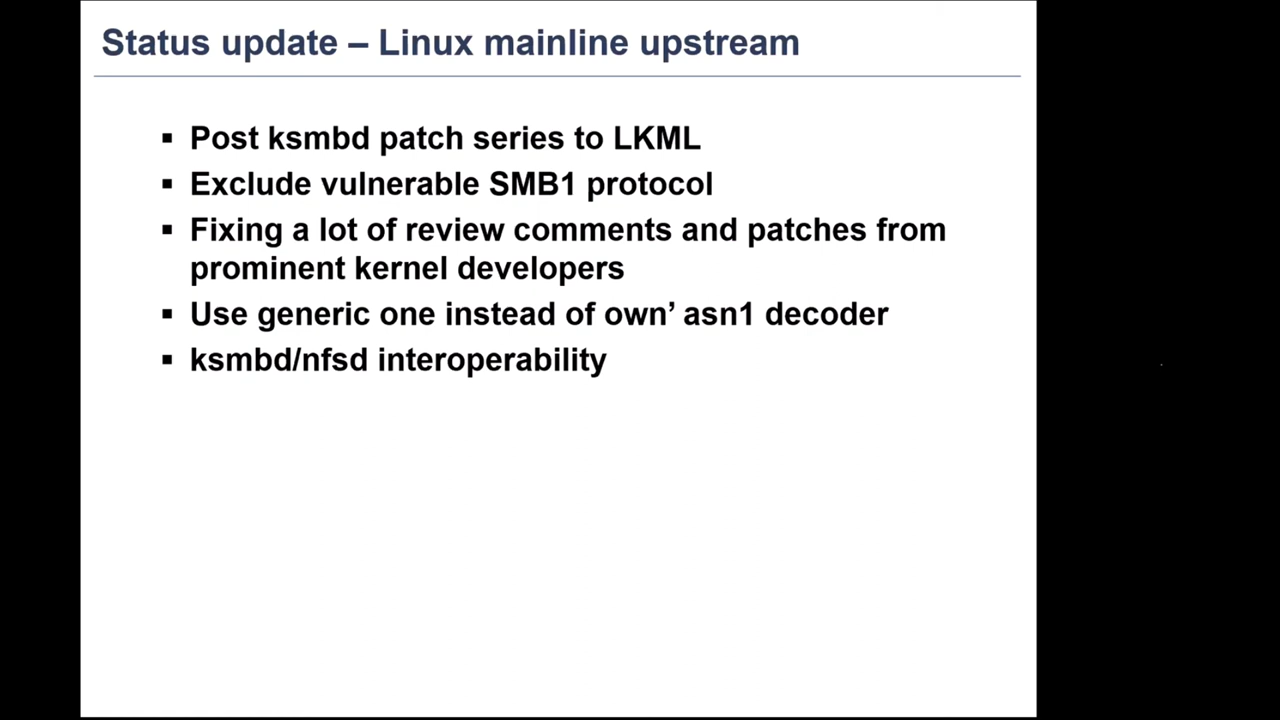 Status update – Linux mainline upstream
▪ Post ksmbd patch series to LKML
▪ Exclude vulnerable SMB1 protocol
▪ Fixing a lot of review comments and patches from
prominent kernel developers
▪ Use generic one instead of own’ asn1 decoder
▪ ksmbd/nfsd interoperability